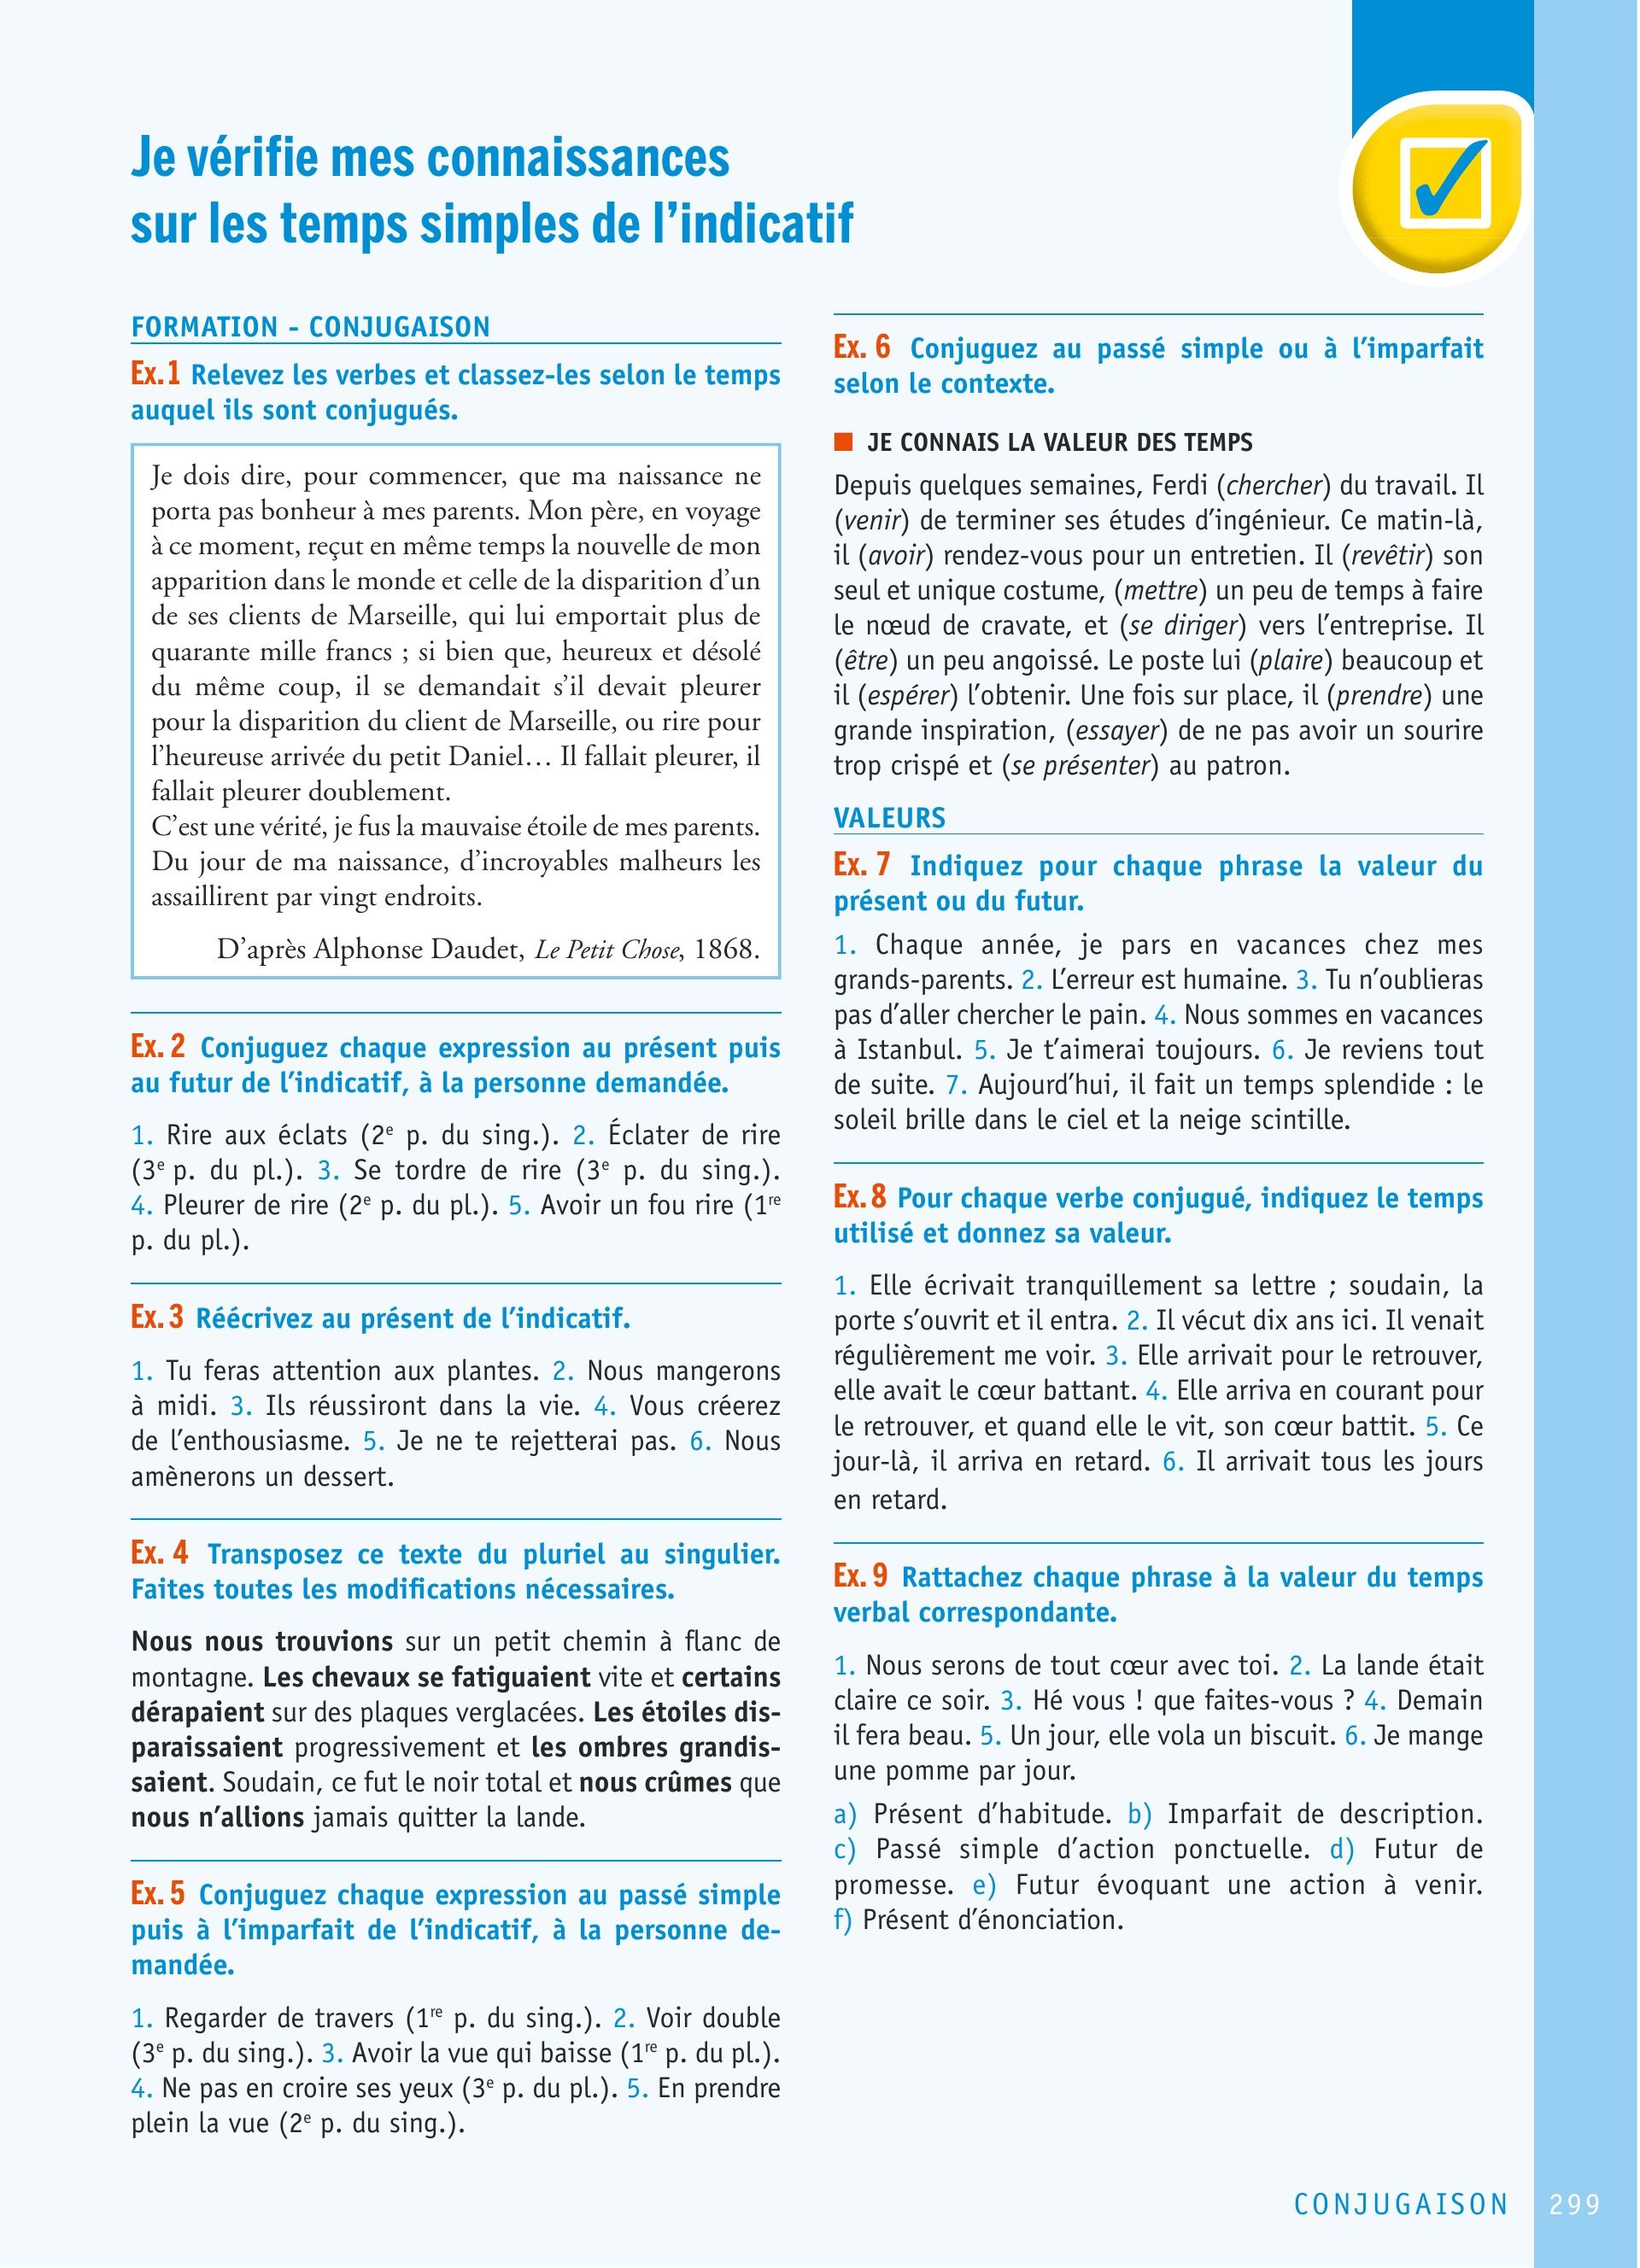 Je vérifie mes connaissances
sur les temps simples de l’indicatif
FORMATION - CONJUGAISON
Ex.1 Relevez les verbes et classez-les selon le temps
auquel ils sont conjugués.
Je dois dire, pour commencer, que ma naissance ne
porta pas bonheur à mes parents. Mon père, en voyage
à ce moment, reçut en même temps la nouvelle de mon
apparition dans le monde et celle de la disparition d’un
de ses clients de Marseille, qui lui emportait plus de
quarante mille francs ; si bien que, heureux et désolé
du même coup, il se demandait s’il devait pleurer
pour la disparition du client de Marseille, ou rire pour
l’heureuse arrivée du petit Daniel… Il fallait pleurer, il
fallait pleurer doublement.
C’est une vérité, je fus la mauvaise étoile de mes parents.
Du jour de ma naissance, d’incroyables malheurs les
assaillirent par vingt endroits.
D’après Alphonse Daudet, Le Petit Chose, 1868.
Ex. 2 Conjuguez chaque expression au présent puis
au futur de l’indicatif, à la personne demandée.
1. Rire aux éclats (2e p. du sing.). 2. Éclater de rire
(3e p. du pl.). 3. Se tordre de rire (3e p. du sing.).
4. Pleurer de rire (2e p. du pl.). 5. Avoir un fou rire (1re
p. du pl.).
Ex. 3 Réécrivez au présent de l’indicatif.
1. Tu feras attention aux plantes. 2. Nous mangerons
à midi. 3. Ils réussiront dans la vie. 4. Vous créerez
de l’enthousiasme. 5. Je ne te rejetterai pas. 6. Nous
amènerons un dessert.
Ex. 4 Transposez ce texte du pluriel au singulier.
Faites toutes les modifications nécessaires.
Nous nous trouvions sur un petit chemin à flanc de
montagne. Les chevaux se fatiguaient vite et certains
dérapaient sur des plaques verglacées. Les étoiles dis-
paraissaient progressivement et les ombres grandis-
saient. Soudain, ce fut le noir total et nous crûmes que
nous n’allions jamais quitter la lande.
Ex. 5 Conjuguez chaque expression au passé simple
puis à l’imparfait de l’indicatif, à la personne de-
mandée.
1. Regarder de travers (1re p. du sing.). 2. Voir double
(3e p. du sing.). 3. Avoir la vue qui baisse (1re p. du pl.).
4. Ne pas en croire ses yeux (3e p. du pl.). 5. En prendre
plein la vue (2e p. du sing.).
Ex. 6 Conjuguez au passé simple ou à l’imparfait
selon le contexte.
■ JE CONNAIS LA VALEUR DES TEMPS
Depuis quelques semaines, Ferdi (chercher) du travail. Il
(venir) de terminer ses études d’ingénieur. Ce matin-là,
il (avoir) rendez-vous pour un entretien. Il (revêtir) son
seul et unique costume, (mettre) un peu de temps à faire
le nœud de cravate, et (se diriger) vers l’entreprise. Il
(être) un peu angoissé. Le poste lui (plaire) beaucoup et
il (espérer) l’obtenir. Une fois sur place, il (prendre) une
grande inspiration, (essayer) de ne pas avoir un sourire
trop crispé et (se présenter) au patron.
VALEURS
Ex. 7 Indiquez pour chaque phrase la valeur du
présent ou du futur.
1. Chaque année, je pars en vacances chez mes
grands-parents. 2. L’erreur est humaine. 3. Tu n’oublieras
pas d’aller chercher le pain. 4. Nous sommes en vacances
à Istanbul. 5. Je t’aimerai toujours. 6. Je reviens tout
de suite. 7. Aujourd’hui, il fait un temps splendide : le
soleil brille dans le ciel et la neige scintille.
Ex. 8 Pour chaque verbe conjugué, indiquez le temps
utilisé et donnez sa valeur.
1. Elle écrivait tranquillement sa lettre ; soudain, la
porte s’ouvrit et il entra. 2. Il vécut dix ans ici. Il venait
régulièrement me voir. 3. Elle arrivait pour le retrouver,
elle avait le cœur battant. 4. Elle arriva en courant pour
le retrouver, et quand elle le vit, son cœur battit. 5. Ce
jour-là, il arriva en retard. 6. Il arrivait tous les jours
en retard.
Ex. 9 Rattachez chaque phrase à la valeur du temps
verbal correspondante.
1. Nous serons de tout cœur avec toi. 2. La lande était
claire ce soir. 3. Hé vous ! que faites-vous ? 4. Demain
il fera beau. 5. Un jour, elle vola un biscuit. 6. Je mange
une pomme par jour.
a) Présent d’habitude. b) Imparfait de description.
c) Passé simple d’action ponctuelle. d) Futur de
promesse. e) Futur évoquant une action à venir.
f) Présent d’énonciation.
CONJUGAISON 299